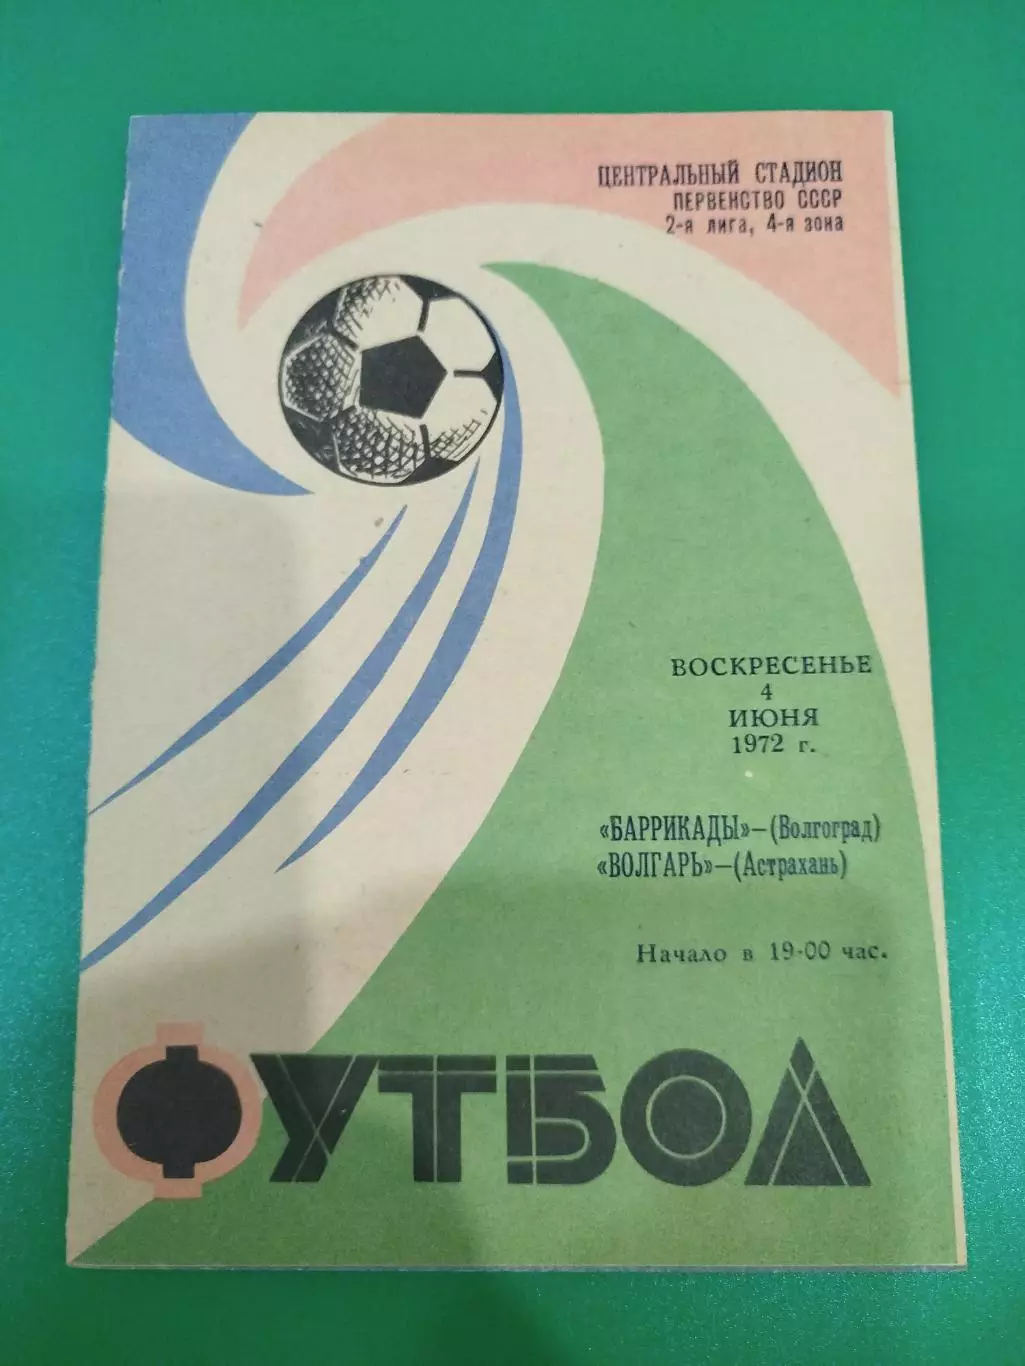 ЦЕНТРАЛЬНЫЙ СТАДИОН
ПЕРВЕНСТВО СССР
2-я лига, 4-я зона
ВОСКРЕСЕНЬЕ
4
ИЮНЯ
1972 г.
«БАРРИКАДЫ»—(Волгоград)
«ВОЛГАРЬ»—(Астрахань)
Начало в 19-00 час.
ФУТБОЛ